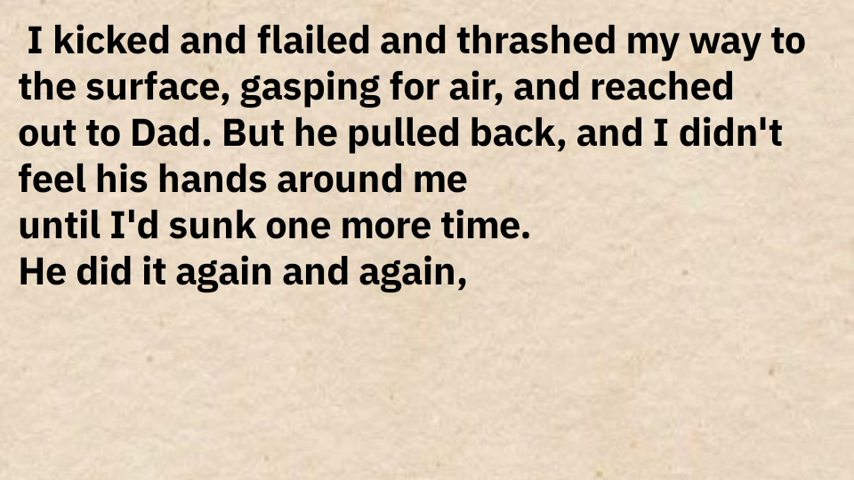 I kicked and flailed and thrashed my way to
the surface, gasping for air, and reached
out to Dad. But he pulled back, and I didn't
feel his hands around me
until I'd sunk one more time.
He did it again and again,